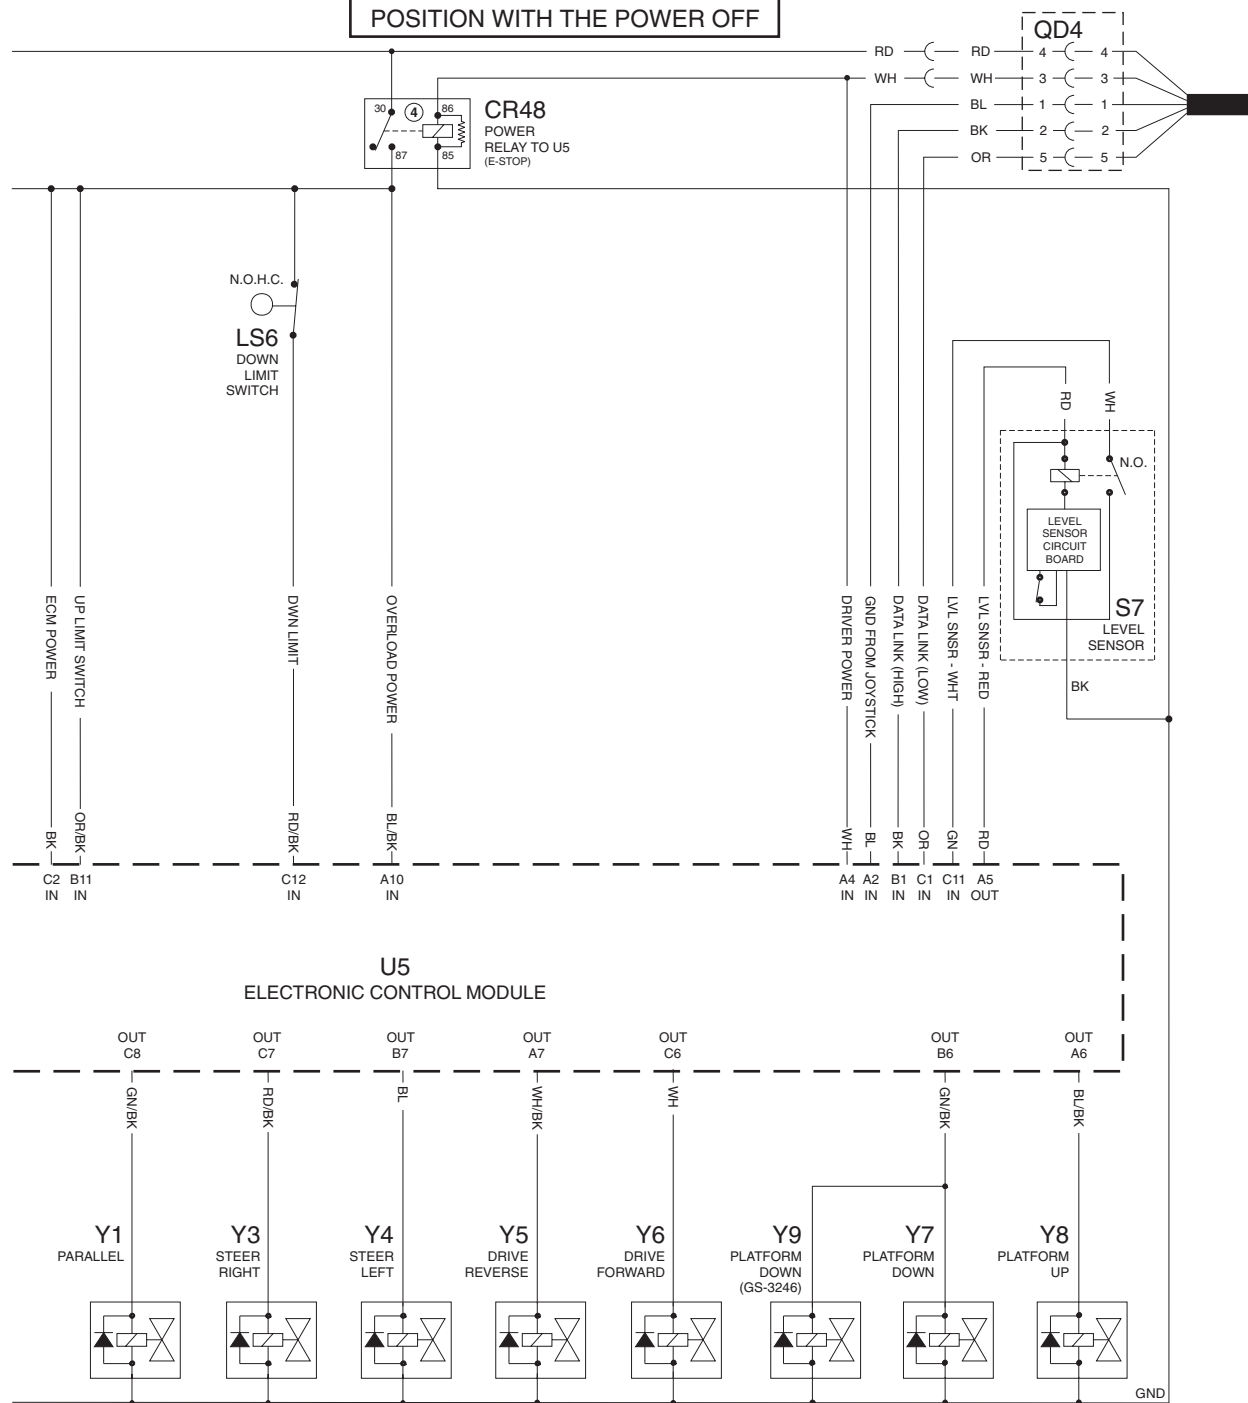 POSITION WITH THE POWER OFF
QD4
RD RD 4 4
WH WH 3 3
BL 1 1
BK 2 2
OR 5 5
30 4 86
87 85
CR48
POWER
RELAY TO U5
(E-STOP)
N.O.H.C.
LS6
DOWN
LIMIT
SWITCH
RD WH
N.O.
LEVEL
SENSOR
CIRCUIT
BOARD
S7
LEVEL
SENSOR
BK
ECM POWER
UP LIMIT SWITCH
DWN LIMIT
OVERLOAD POWER
DRIVER POWER
GND FROM JOYSTICK
DATA LINK (HIGH)
DATA LINK (LOW)
LVL SNSR - WHT
LVL SNSR - RED
BK OR/BK RD/BK BL/BK WH BL BK OR GN RD
C2 B11 C12 A10 A4 A2 B1 C1 C11 A5
IN IN IN IN IN IN IN IN IN OUT
U5
ELECTRONIC CONTROL MODULE
OUT OUT OUT OUT OUT OUT OUT
C8 C7 B7 A7 C6 B6 A6
GN/BK RD/BK BL WH/BK WH GN/BK BL/BK
Y1
PARALLEL
Y3
STEER
RIGHT
Y4
STEER
LEFT
Y5
DRIVE
REVERSE
Y6
DRIVE
FORWARD
Y9
PLATFORM
DOWN
(GS-3246)
Y7
PLATFORM
DOWN
Y8
PLATFORM
UP
GND